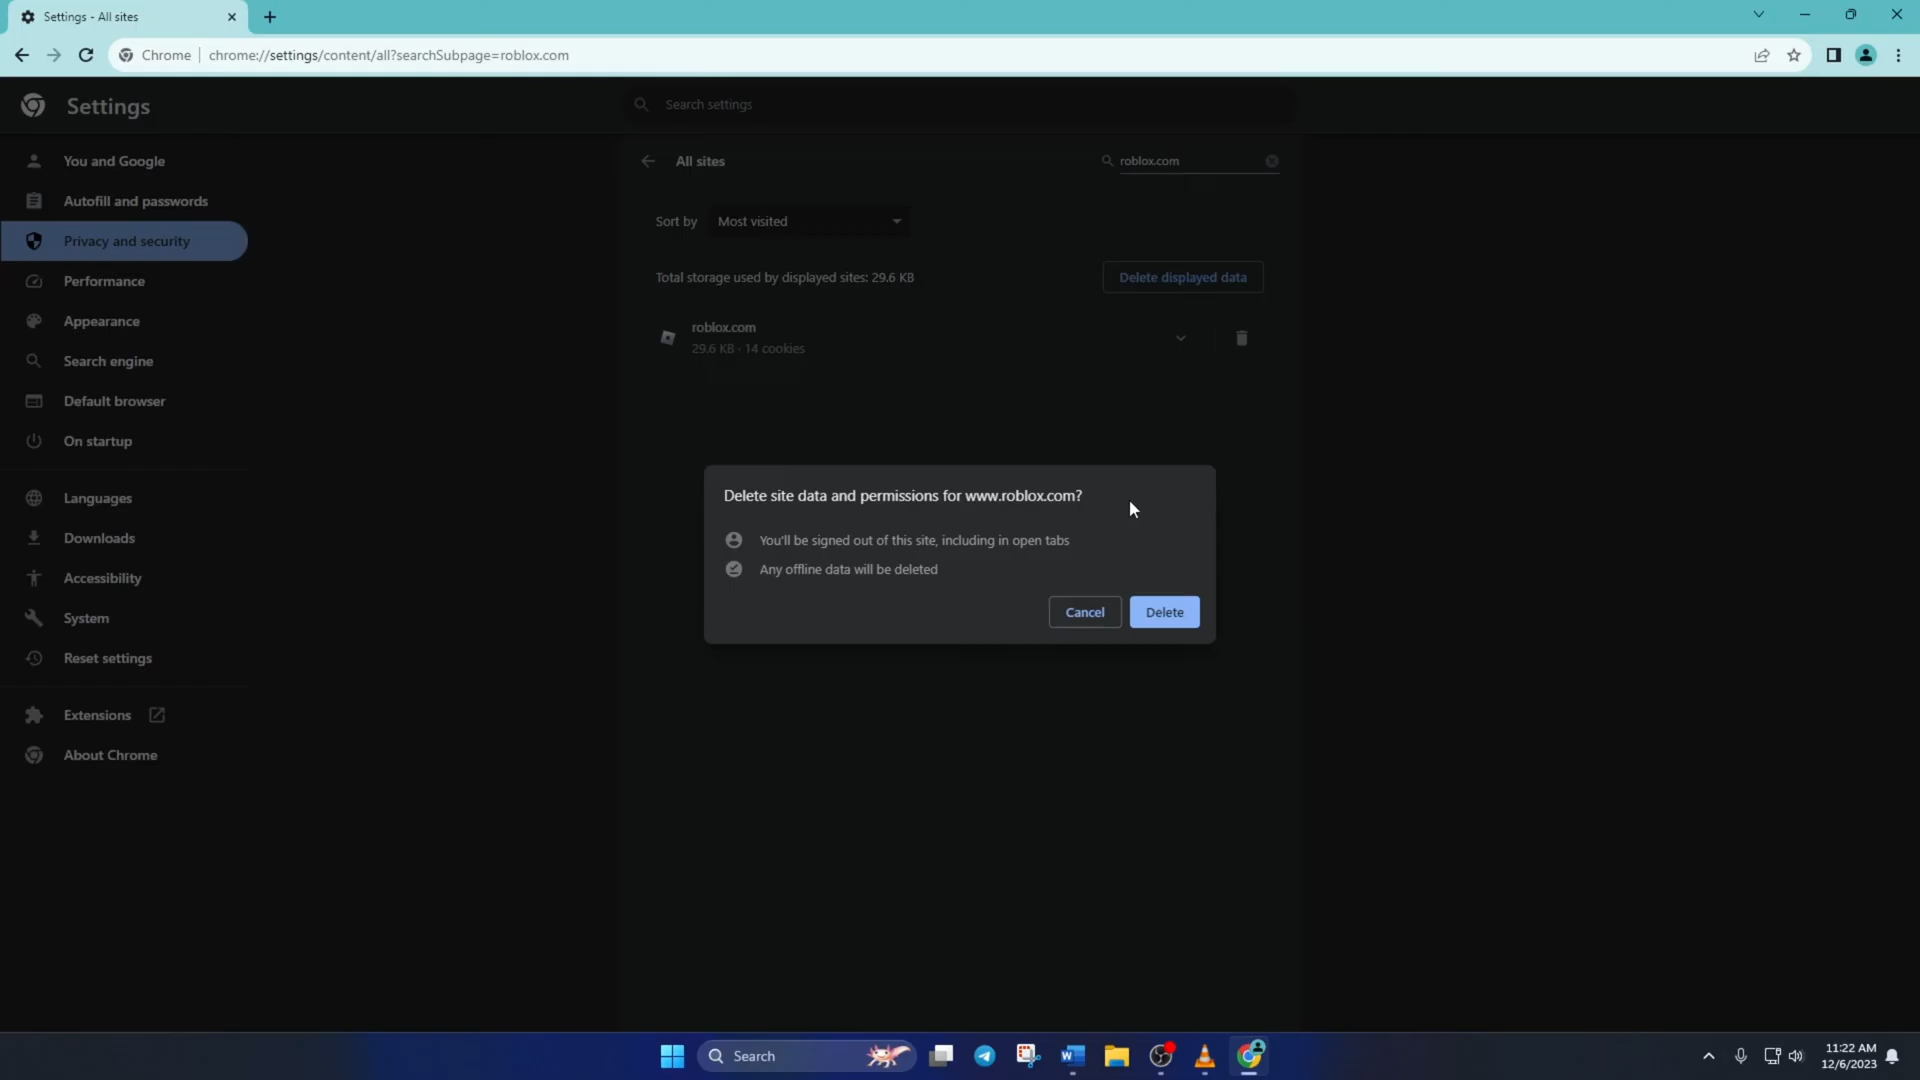 Settings - All sites
Chrome
chrome://settings/content/all?searchSubpage=roblox.com
Settings
Search settings
You and Google
Autofill and passwords
Privacy and security
Performance
Appearance
Search engine
Default browser
On startup
Languages
Downloads
Accessibility
System
Reset settings
Extensions
About Chrome
All sites
roblox.com
Sort by
Most visited
Total storage used by displayed sites: 29.6 KB
Delete displayed data
roblox.com
29.6 KB · 14 cookies
Delete site data and permissions for www.roblox.com?
You'll be signed out of this site, including in open tabs
Any offline data will be deleted
Cancel
Delete
Search
W
11:22 AM
12/6/2023